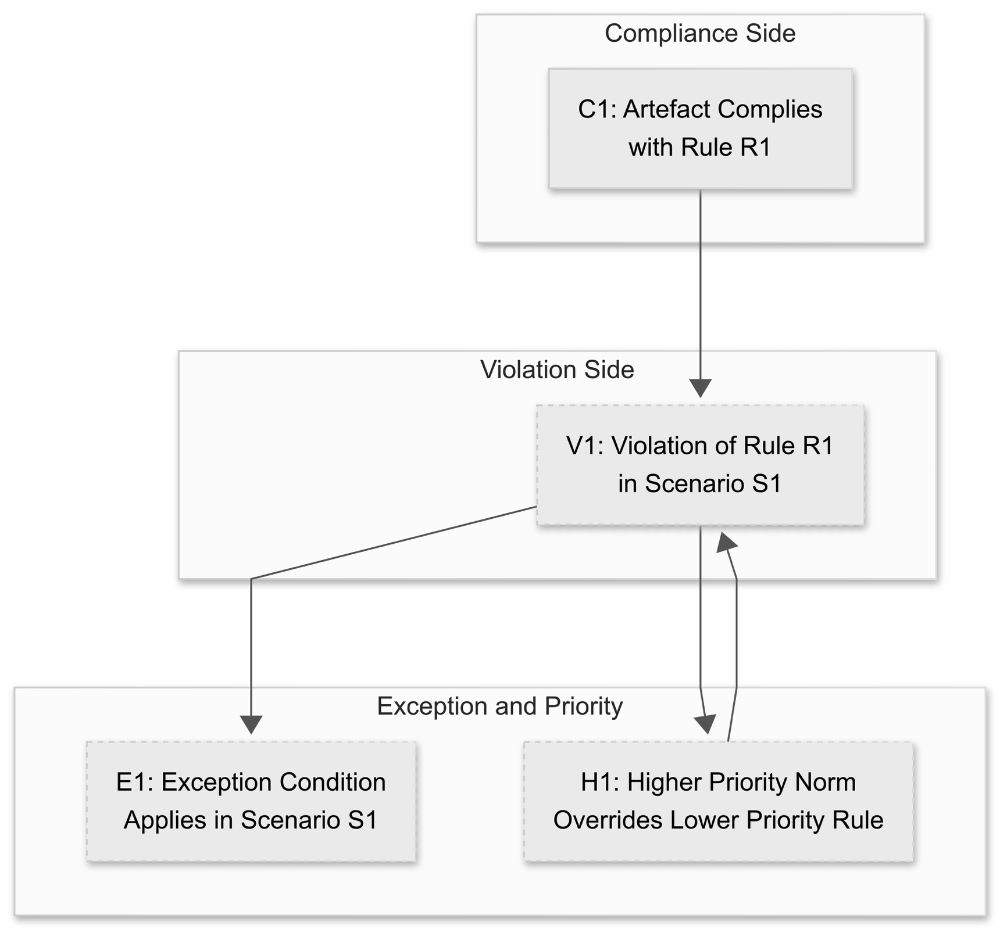 Compliance Side
C1: Artefact Complies
with Rule R1
Violation Side
V1: Violation of Rule R1
in Scenario S1
Exception and Priority
E1: Exception Condition
Applies in Scenario S1
H1: Higher Priority Norm
Overrides Lower Priority Rule